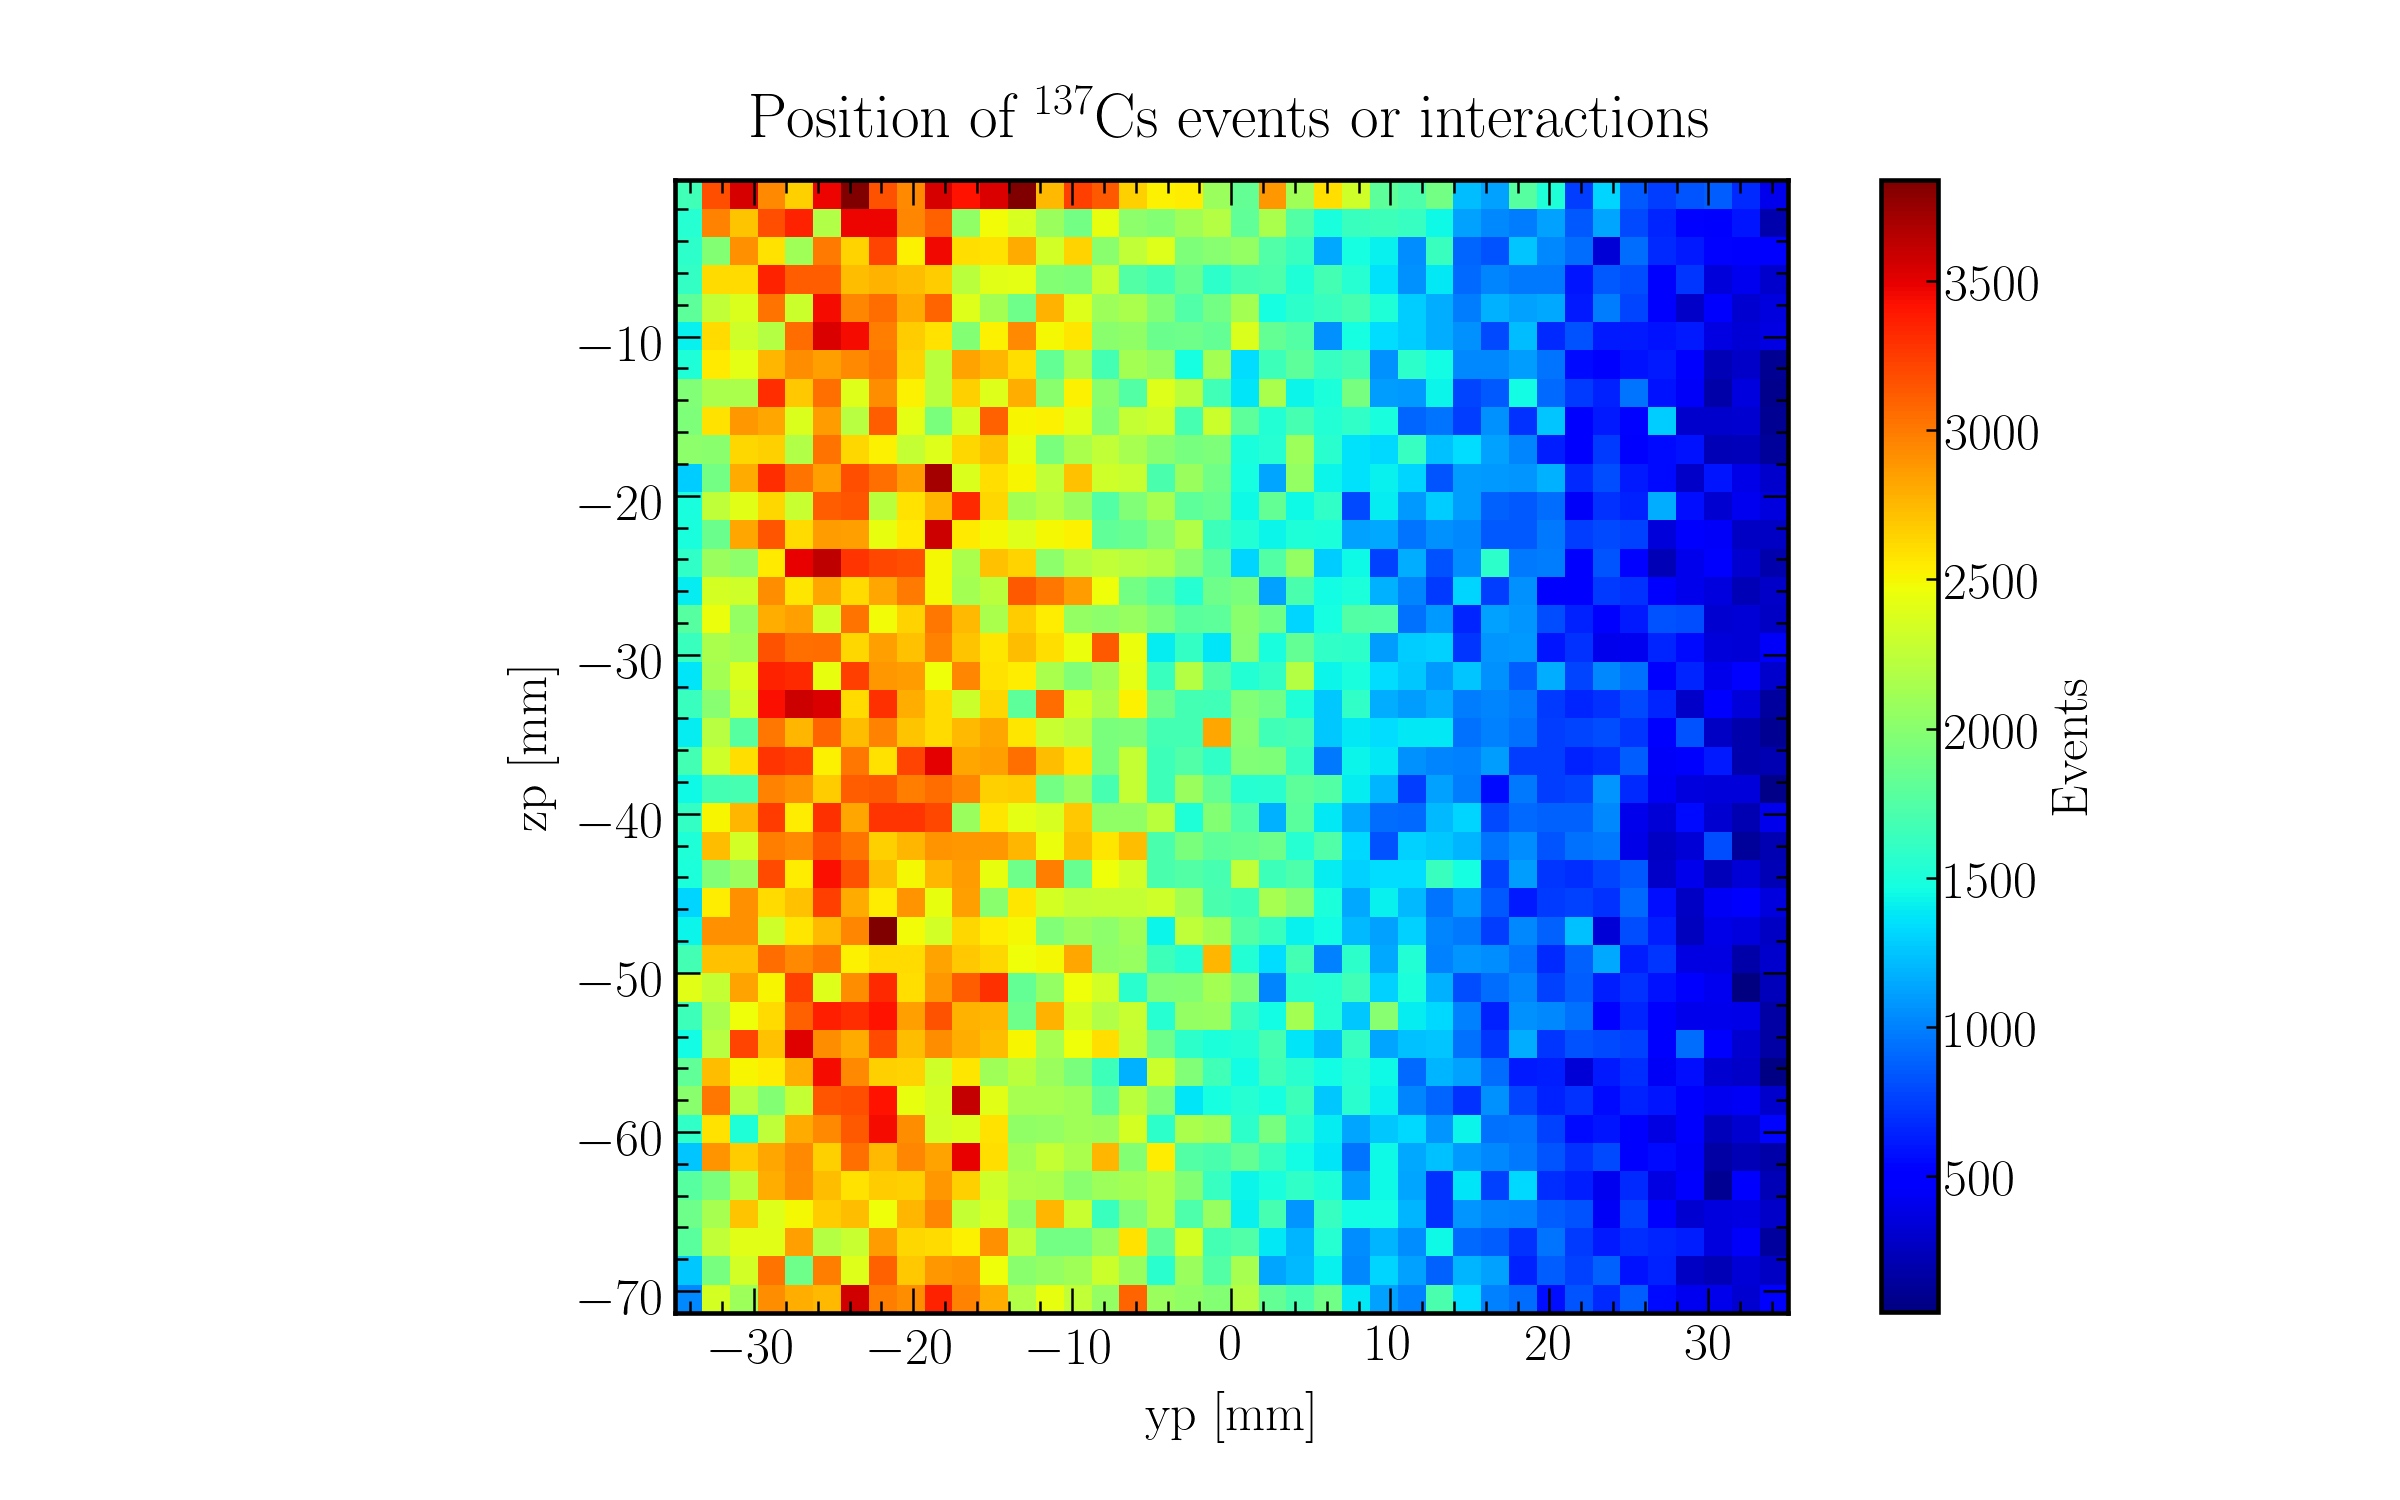 Position of ¹³⁷Cs events or interactions
zp [mm]
−10
−20
−30
−40
−50
−60
−70
−30 −20 −10 0 10 20 30
yp [mm]
3500
3000
2500
2000
1500
1000
500
Events